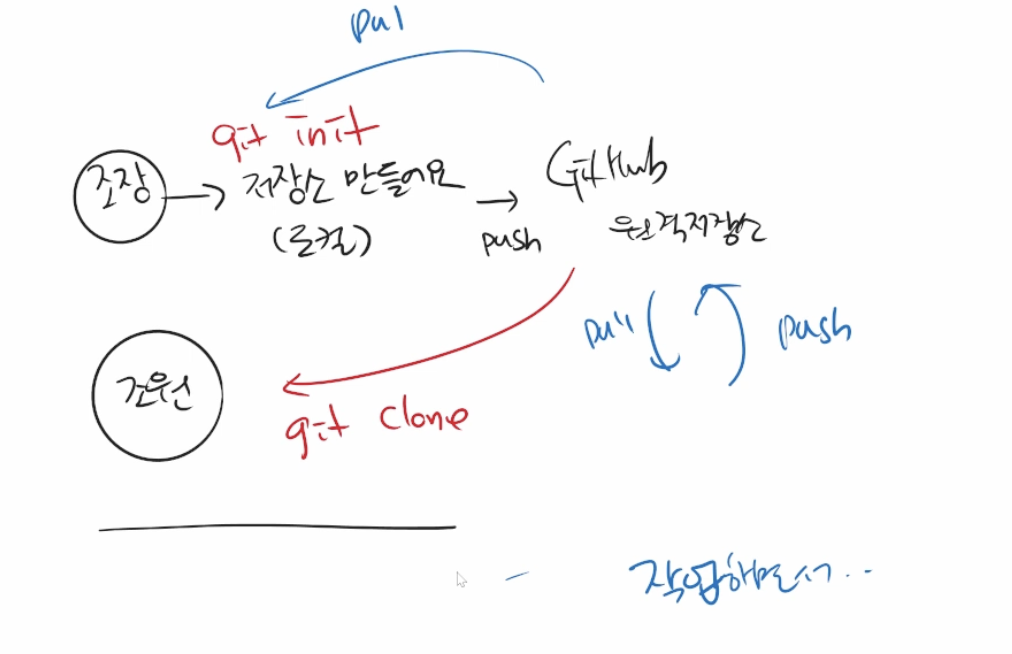 pul
git init
조장
저장소 만들어요
(로컬)
push
GitHub
원격저장소
pull
push
조원
git clone
작업하면서...